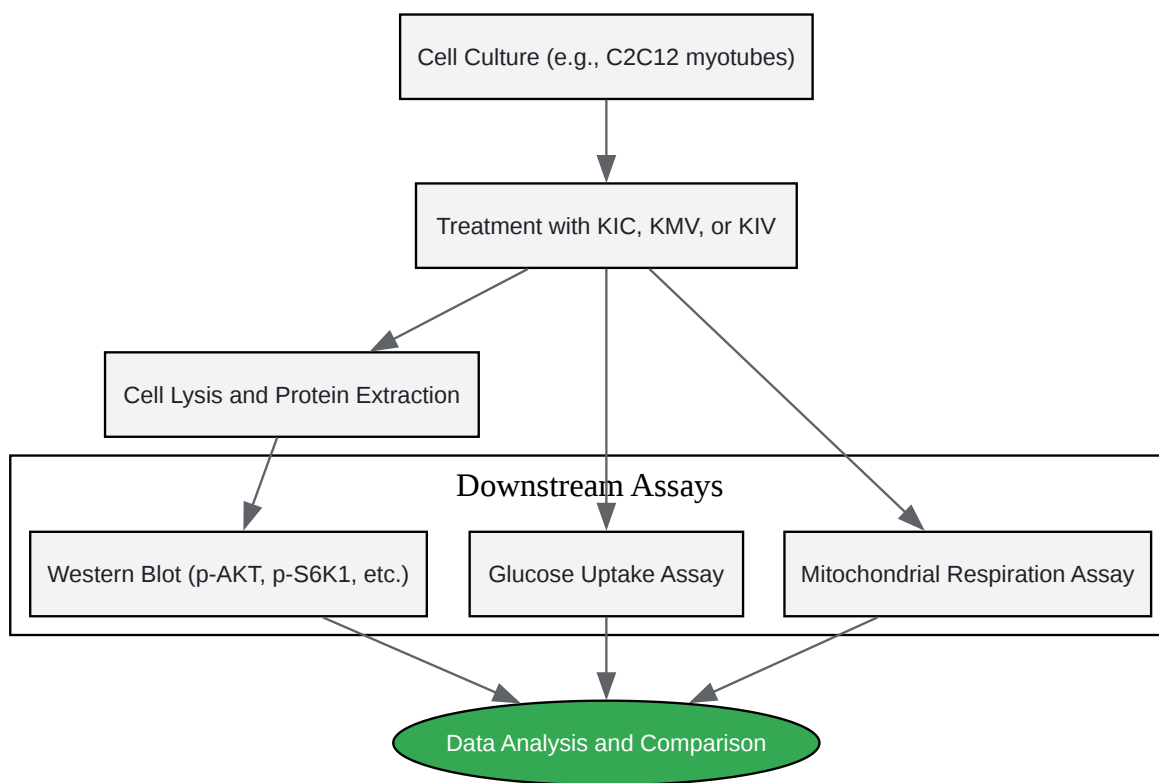 Cell Culture (e.g., C2C12 myotubes)
Treatment with KIC, KMV, or KIV
Cell Lysis and Protein Extraction
Downstream Assays
Western Blot (p-AKT, p-S6K1, etc.)
Glucose Uptake Assay
Mitochondrial Respiration Assay
Data Analysis and Comparison